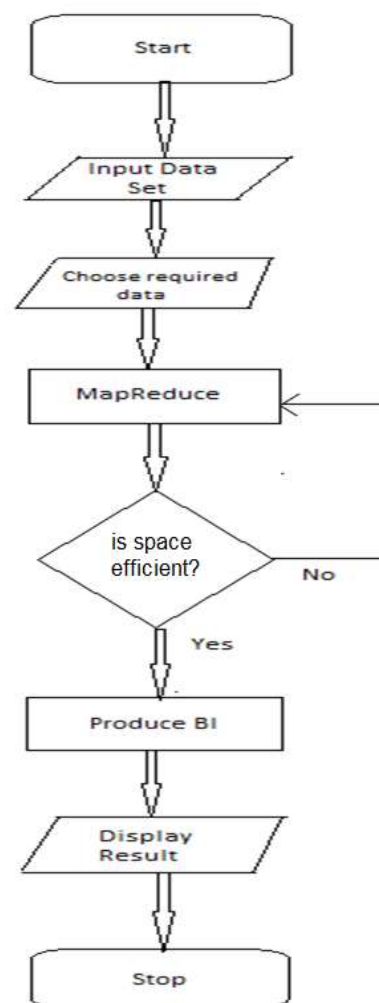 Start
Input Data
Set
Choose required
data
MapReduce
is space
efficient?
No
Yes
Produce BI
Display
Result
Stop